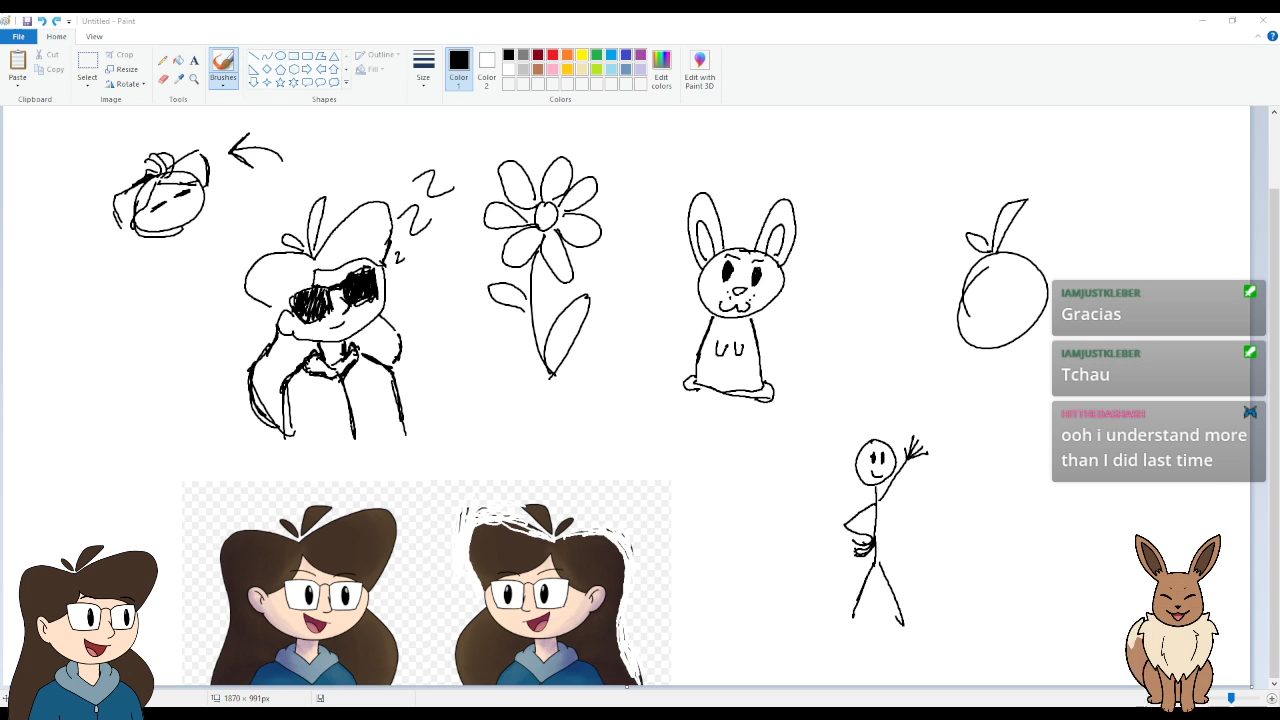 Untitled - Paint
File Home View
Paste
Cut
Copy
Clipboard
Select
Crop
Resize
Rotate
Image
A
Tools
Brushes
Outline
Fill
Shapes
Size
Color
1
Color
2
Edit
colors
Colors
Edit with
Paint 3D
Z
Z
z
IAMJUSTKLEBER
Gracias
IAMJUSTKLEBER
Tchau
ooh i understand more
than I did last time
1870 × 991px